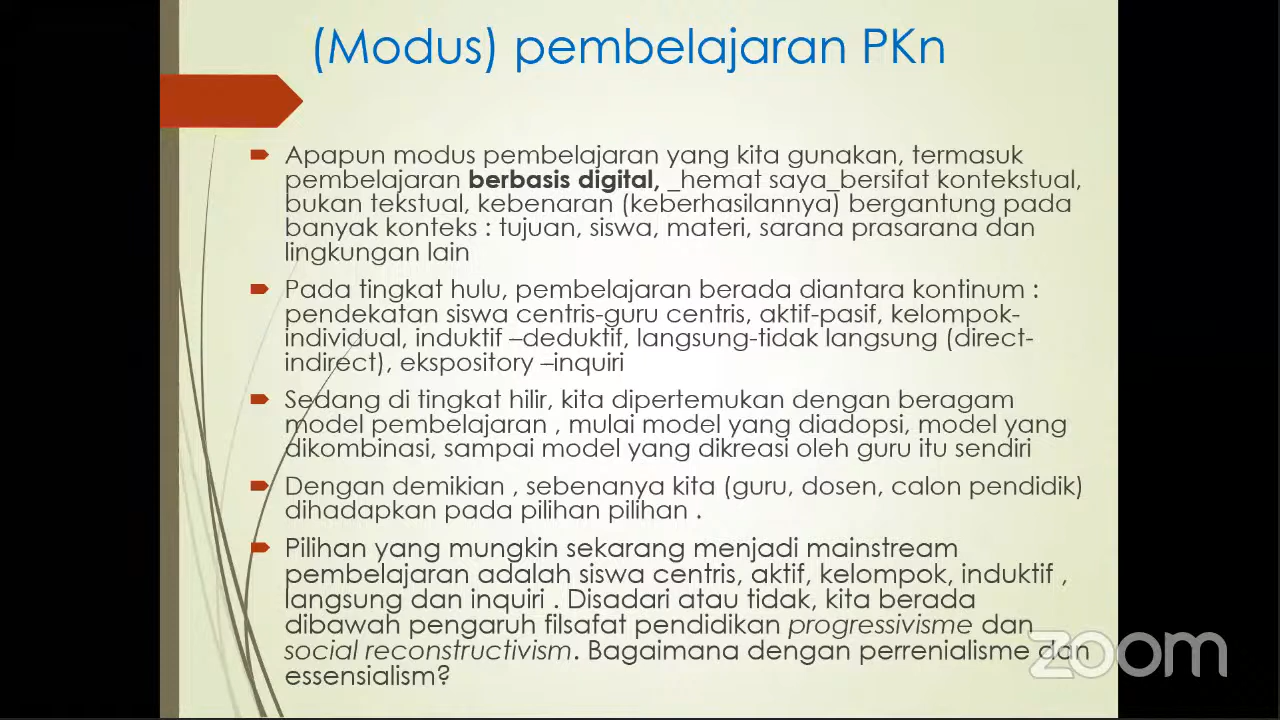 (Modus) pembelajaran PKn
Apapun modus pembelajaran yang kita gunakan, termasuk
pembelajaran berbasis digital, _hemat saya_bersifat kontekstual,
bukan tekstual, kebenaran (keberhasilannya) bergantung pada
banyak konteks : tujuan, siswa, materi, sarana prasarana dan
lingkungan lain
Pada tingkat hulu, pembelajaran berada diantara kontinum :
pendekatan siswa centris-guru centris, aktif-pasif, kelompok-
individual, induktif –deduktif, langsung-tidak langsung (direct-
indirect), ekspository –inquiri
Sedang di tingkat hilir, kita dipertemukan dengan beragam
model pembelajaran , mulai model yang diadopsi, model yang
dikombinasi, sampai model yang dikreasi oleh guru itu sendiri
Dengan demikian , sebenanya kita (guru, dosen, calon pendidik)
dihadapkan pada pilihan pilihan .
Pilihan yang mungkin sekarang menjadi mainstream
pembelajaran adalah siswa centris, aktif, kelompok, induktif ,
langsung dan inquiri . Disadari atau tidak, kita berada
dibawah pengaruh filsafat pendidikan progressivisme dan
social reconstructivism. Bagaimana dengan perrenialisme dan
essensialism?
zoom